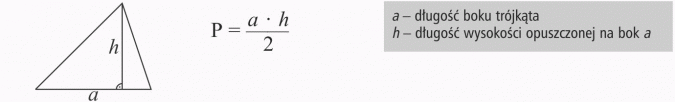 h
a
P = a · h / 2
a – długość boku trójkąta
h – długość wysokości opuszczonej na bok a